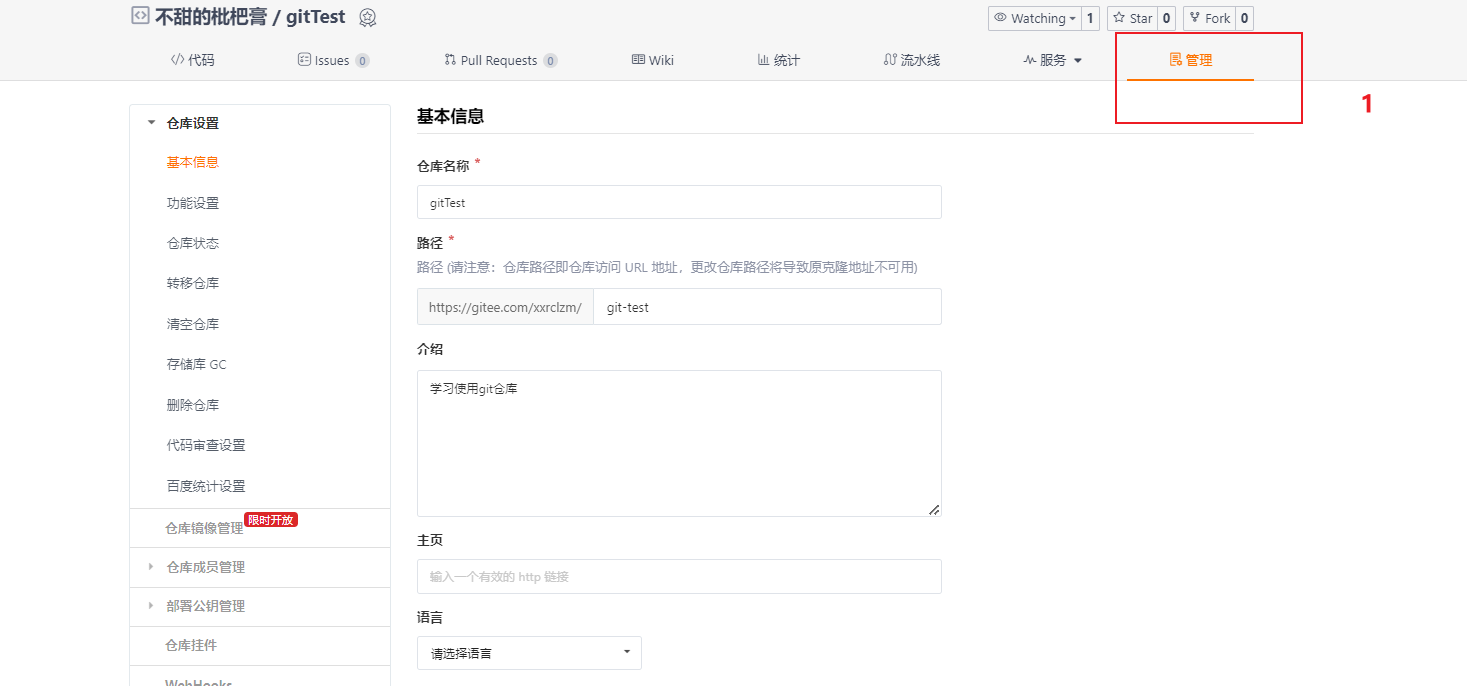 不甜的枇杷膏 / gitTest
Watching 1 Star 0 Fork 0
代码 Issues 0 Pull Requests 0 Wiki 统计 流水线 服务 管理
1
仓库设置
基本信息
功能设置
仓库状态
转移仓库
清空仓库
存储库 GC
删除仓库
代码审查设置
百度统计设置
仓库镜像管理 限时开放
仓库成员管理
部署公钥管理
仓库挂件
WebHooks
基本信息
仓库名称 *
gitTest
路径 *
路径 (请注意：仓库路径即仓库访问 URL 地址，更改仓库路径将导致原克隆地址不可用)
https://gitee.com/xxrclzm/ git-test
介绍
学习使用git仓库
主页
输入一个有效的 http 链接
语言
请选择语言